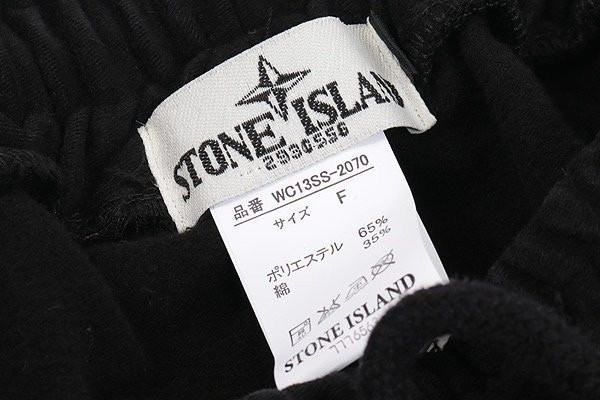 STONE ISLAND
2930556
品番 WC13SS-2070
サイズ F
ポリエステル 65%
綿 35%
STONE ISLAND